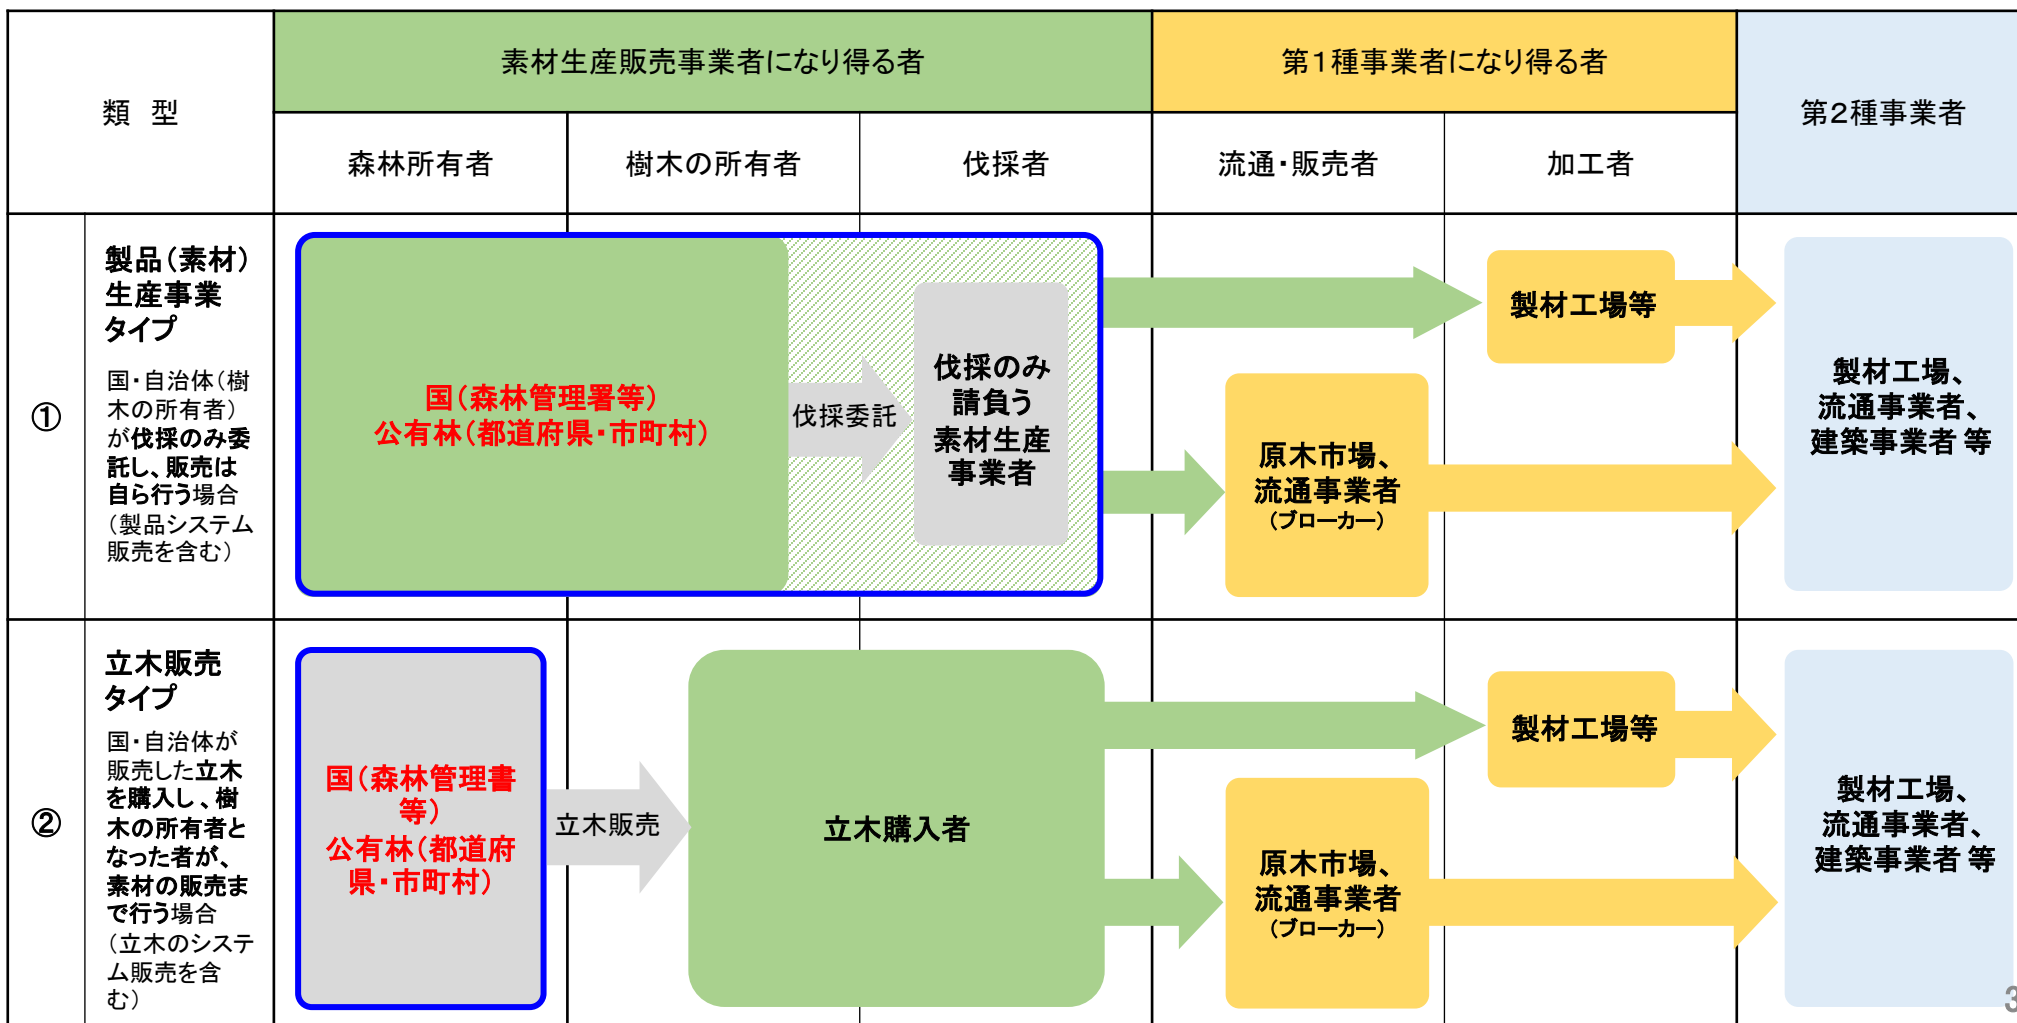 類　型
素材生産販売事業者になり得る者
第１種事業者になり得る者
第２種事業者
森林所有者
樹木の所有者
伐採者
流通・販売者
加工者
①
製品（素材）
生産事業
タイプ
国・自治体（樹
木の所有者）
が伐採のみ委
託し、販売は
自ら行う場合
（製品システム
販売を含む）
国（森林管理署等）
公有林（都道府県・市町村）
伐採委託
伐採のみ
請負う
素材生産
事業者
製材工場等
原木市場、
流通事業者
（ブローカー）
製材工場、
流通事業者、
建築事業者 等
②
立木販売
タイプ
国・自治体が
販売した立木
を購入し、樹
木の所有者と
なった者が、
素材の販売ま
で行う場合
（立木のシステ
ム販売を含
む）
国（森林管理書
等）
公有林（都道府
県・市町村）
立木販売
立木購入者
製材工場等
原木市場、
流通事業者
（ブローカー）
製材工場、
流通事業者、
建築事業者 等
3